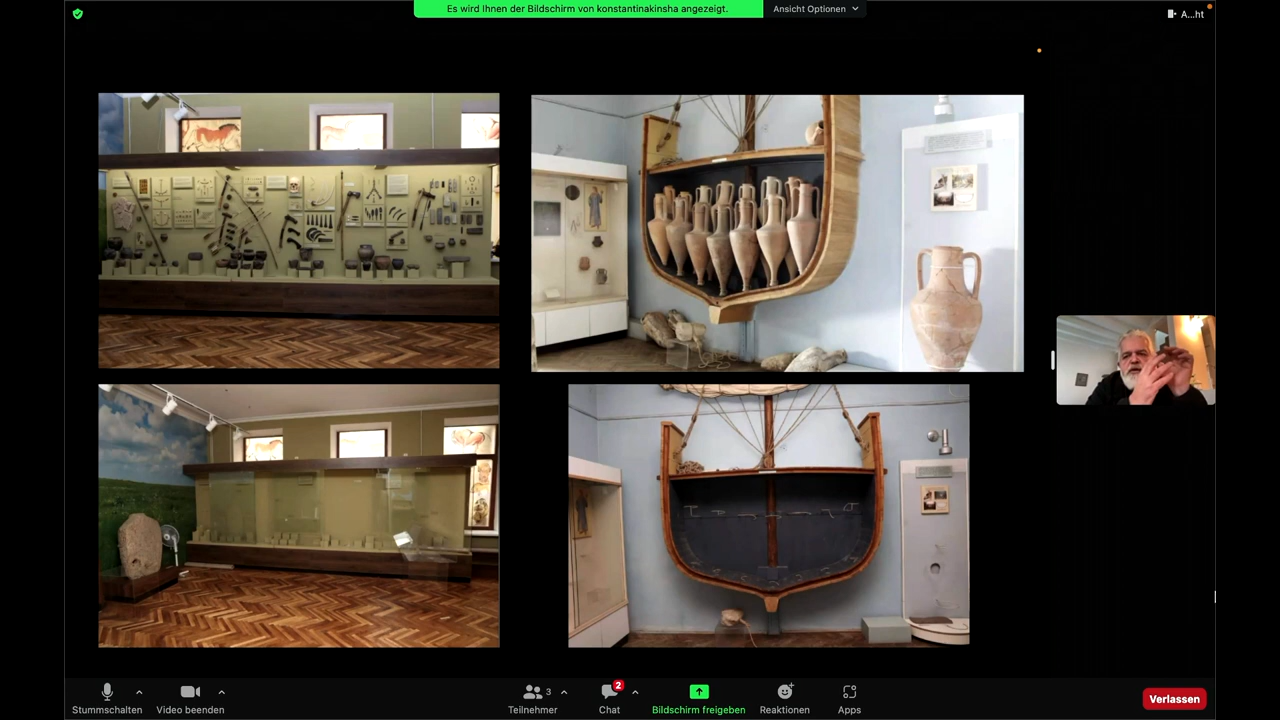 Es wird Ihnen der Bildschirm von konstantinakinsha angezeigt.
Ansicht Optionen
A...ht
Stummschalten
Video beenden
3
Teilnehmer
2
Chat
Bildschirm freigeben
Reaktionen
Apps
Verlassen